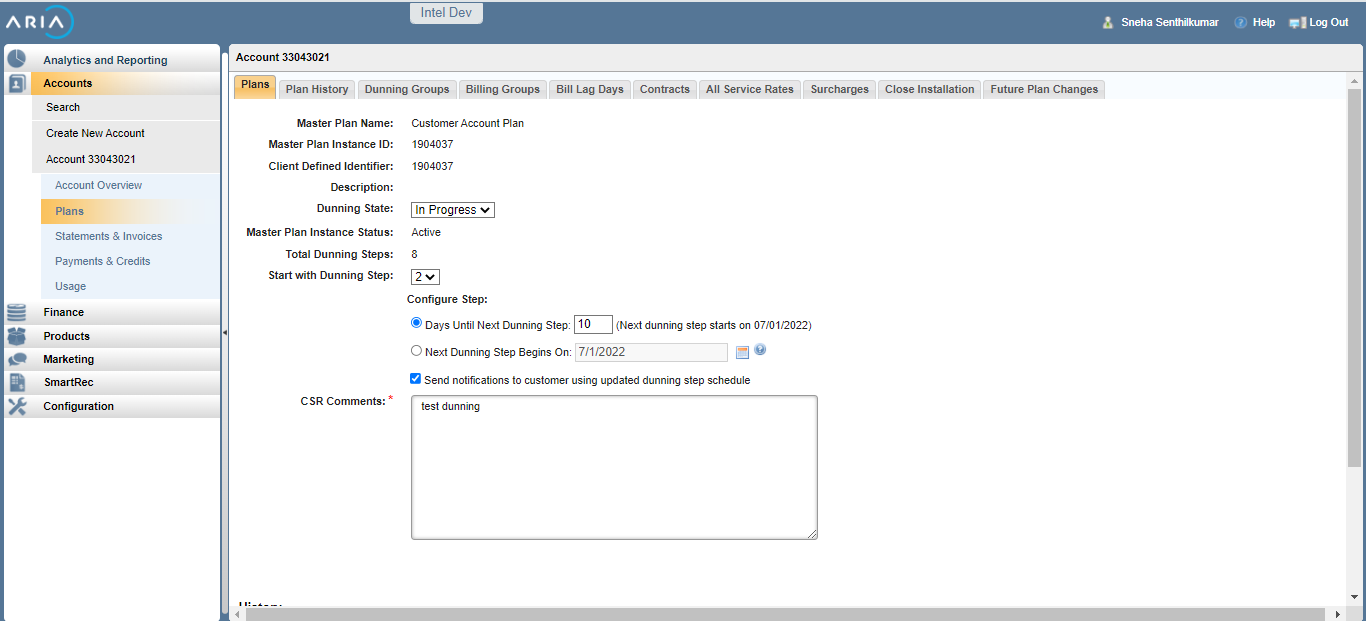 Intel Dev
ARIA
Sneha Senthilkumar Help Log Out
Analytics and Reporting
Accounts
Search
Create New Account
Account 33043021
Account Overview
Plans
Statements & Invoices
Payments & Credits
Usage
Finance
Products
Marketing
SmartRec
Configuration
Account 33043021
Plans Plan History Dunning Groups Billing Groups Bill Lag Days Contracts All Service Rates Surcharges Close Installation Future Plan Changes
Master Plan Name: Customer Account Plan
Master Plan Instance ID: 1904037
Client Defined Identifier: 1904037
Description:
Dunning State: In Progress
Master Plan Instance Status: Active
Total Dunning Steps: 8
Start with Dunning Step: 2
Configure Step:
Days Until Next Dunning Step: 10 (Next dunning step starts on 07/01/2022)
Next Dunning Step Begins On: 7/1/2022
Send notifications to customer using updated dunning step schedule
CSR Comments: *
test dunning
History